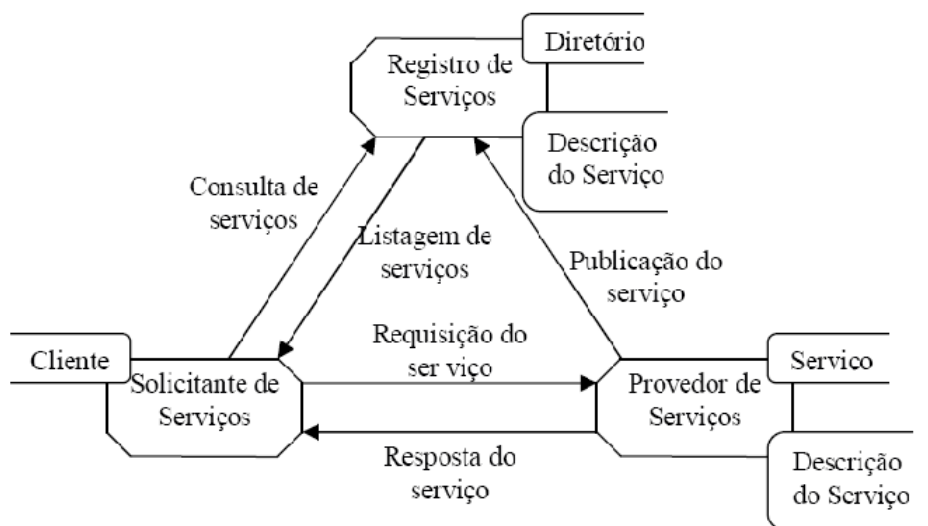 Diretório
Registro de
Serviços
Descrição
do Serviço
Consulta de
serviços
Listagem de
serviços
Publicação do
serviço
Requisição do
ser viço
Cliente
Solicitante de
Serviços
Provedor de
Serviços
Servico
Resposta do
serviço
Descrição
do Serviço